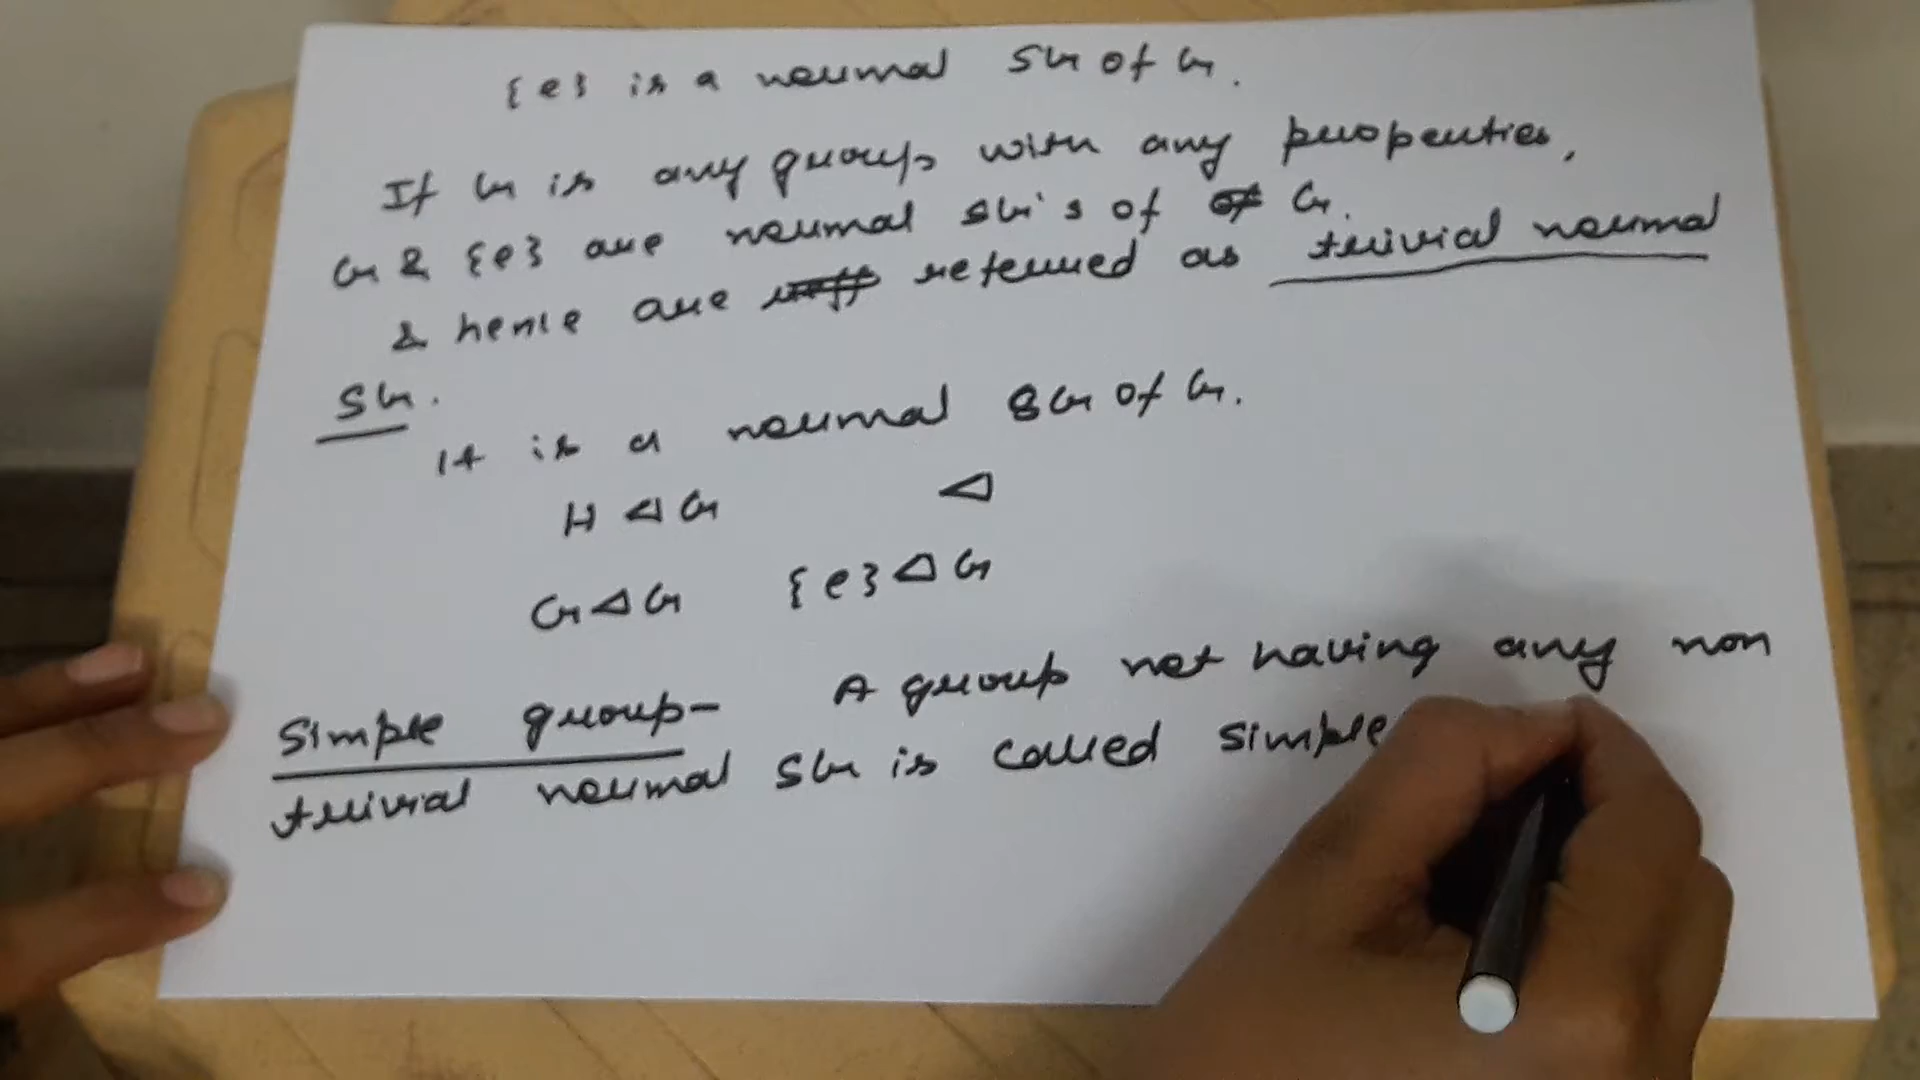 {e} is a normal SG of G.
If G is any group with any properties,
G & {e} are normal SG's of G.
& hence are referred as trivial normal
SG.
It is a normal SG of G.
H ⊲ G ⊲
G ⊲ G {e} ⊲ G
Simple group- A group not having any non
trivial normal SG is called simple